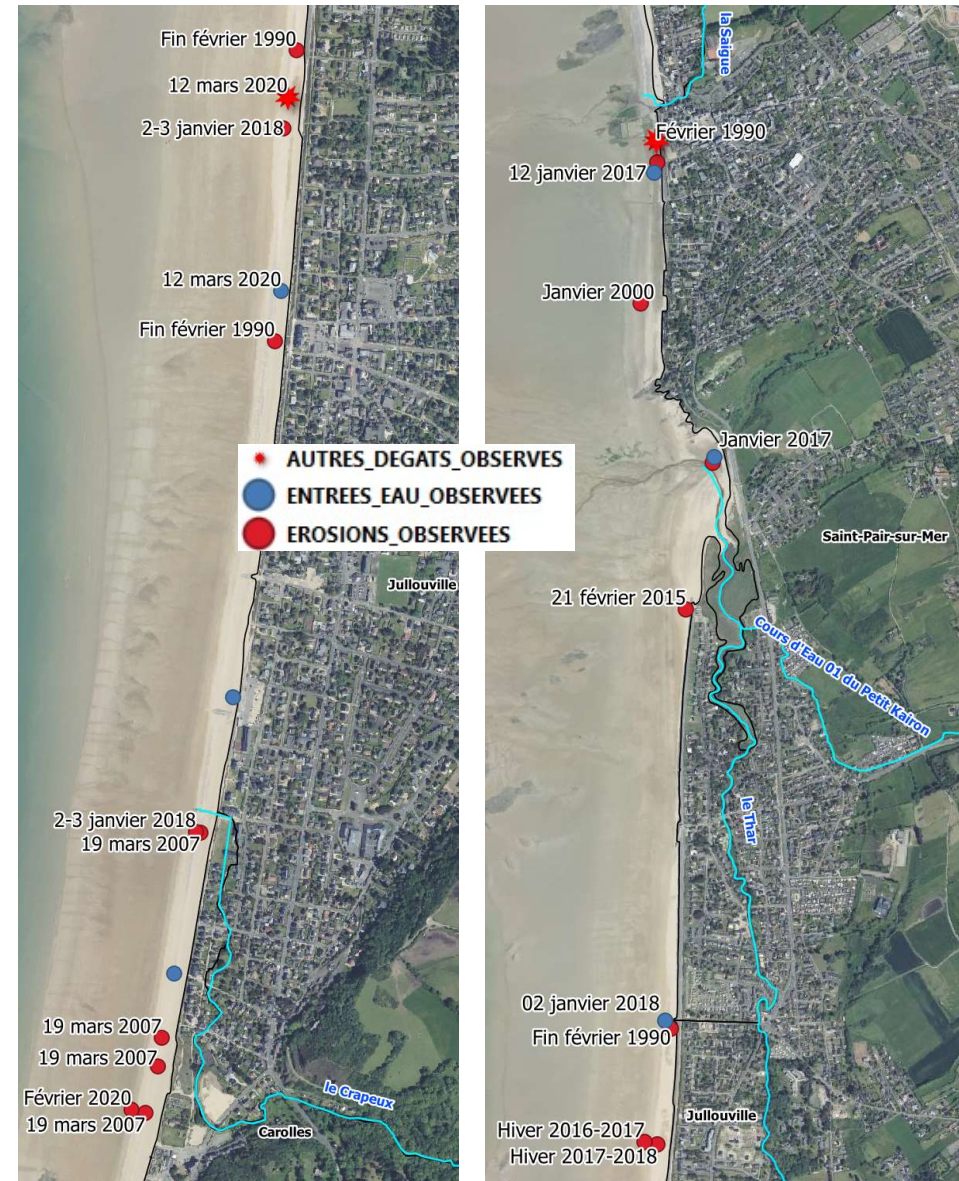 Fin février 1990
12 mars 2020
2-3 janvier 2018
12 mars 2020
Fin février 1990
Jullouville
2-3 janvier 2018
19 mars 2007
19 mars 2007
19 mars 2007
Février 2020
19 mars 2007
le Crapeux
Carolles
AUTRES_DEGATS_OBSERVES
ENTREES_EAU_OBSERVEES
EROSIONS_OBSERVEES
la Saigue
Février 1990
12 janvier 2017
Janvier 2000
Janvier 2017
Saint-Pair-sur-Mer
21 février 2015
Cours d'Eau 01 du Petit Kairon
le Thar
02 janvier 2018
Fin février 1990
Jullouville
Hiver 2016-2017
Hiver 2017-2018